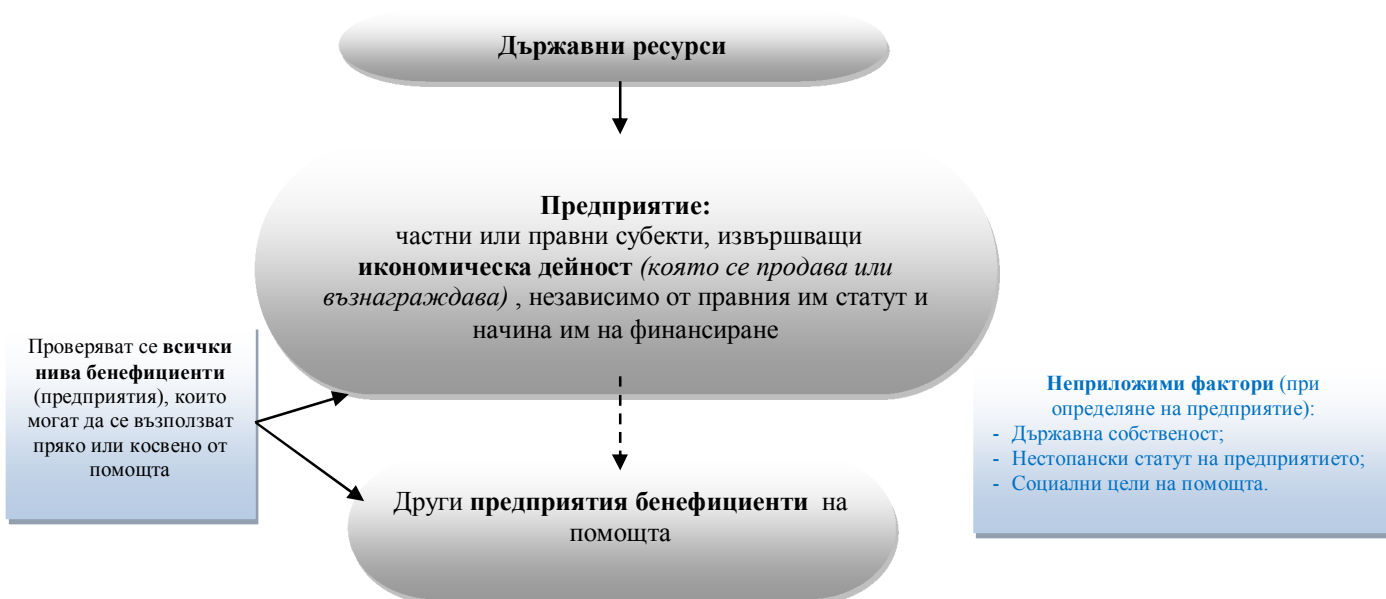 Държавни ресурси
Предприятие:
частни или правни субекти, извършващи
икономическа дейност (която се продава или
възнаграждава) , независимо от правния им статут и
начина им на финансиране
Проверяват се всички
нива бенефициенти
(предприятия), които
могат да се възползват
пряко или косвено от
помощта
Неприложими фактори (при
определяне на предприятие):
- Държавна собственост;
- Нестопански статут на предприятието;
- Социални цели на помощта.
Други предприятия бенефициенти на
помощта